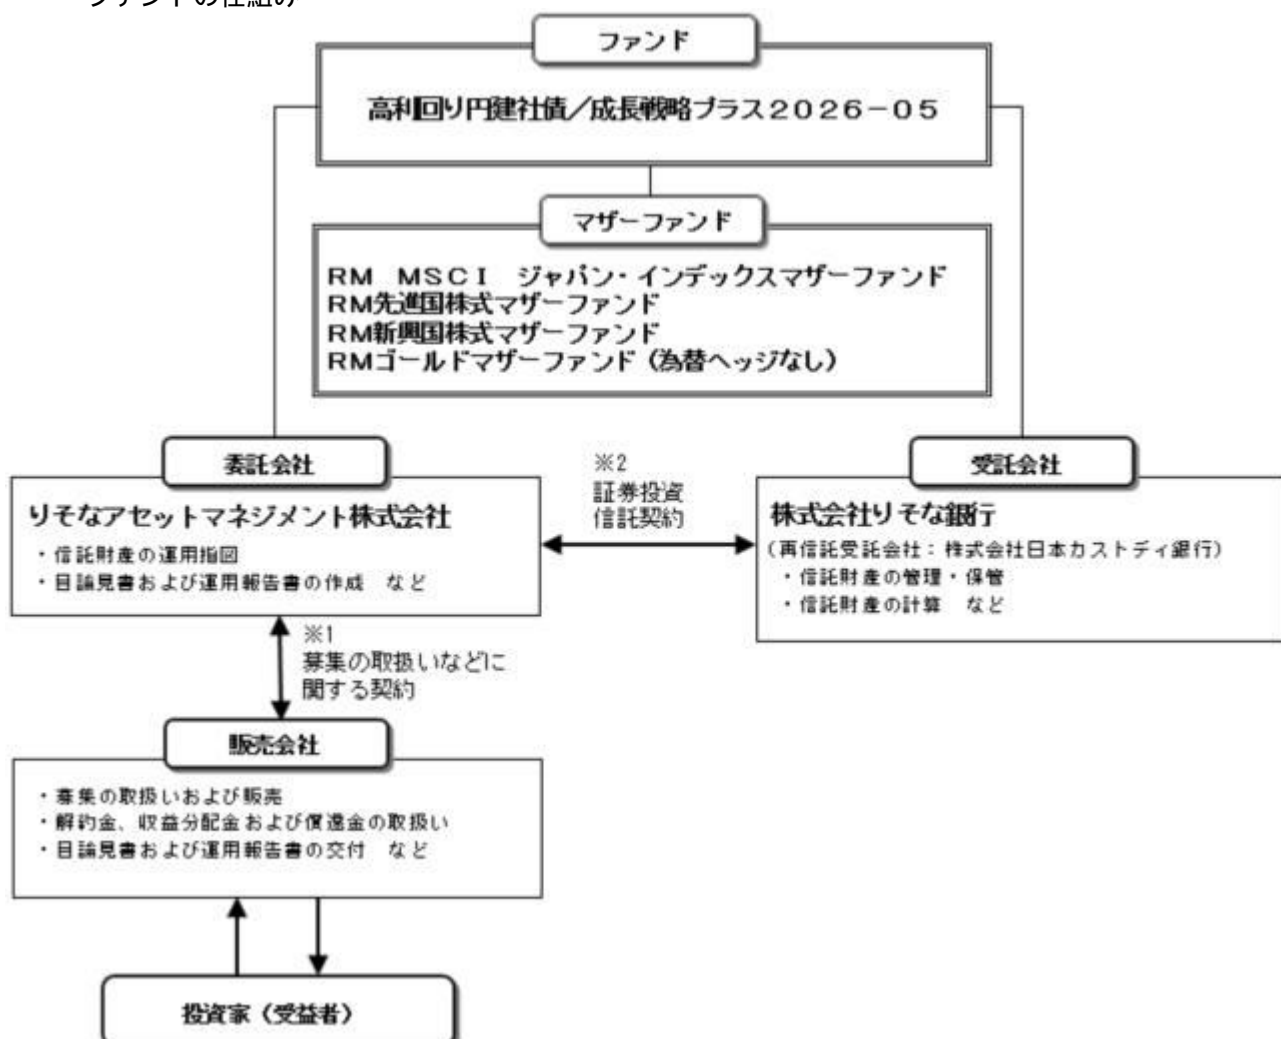 ファンドの仕組み
ファンド
高利回り円建社債／成長戦略プラス２０２６－０５
マザーファンド
ＲＭ　ＭＳＣＩ　ジャパン・インデックスマザーファンド
ＲＭ先進国株式マザーファンド
ＲＭ新興国株式マザーファンド
ＲＭゴールドマザーファンド（為替ヘッジなし）
委託会社
りそなアセットマネジメント株式会社
・信託財産の運用指図
・目論見書および運用報告書の作成　など
※2
証券投資
信託契約
受託会社
株式会社りそな銀行
（再信託受託会社：株式会社日本カストディ銀行）
・信託財産の管理・保管
・信託財産の計算　など
※1
募集の取扱いなどに
関する契約
販売会社
・募集の取扱いおよび販売
・解約金、収益分配金および償還金の取扱い
・目論見書および運用報告書の交付　など
投資家（受益者）